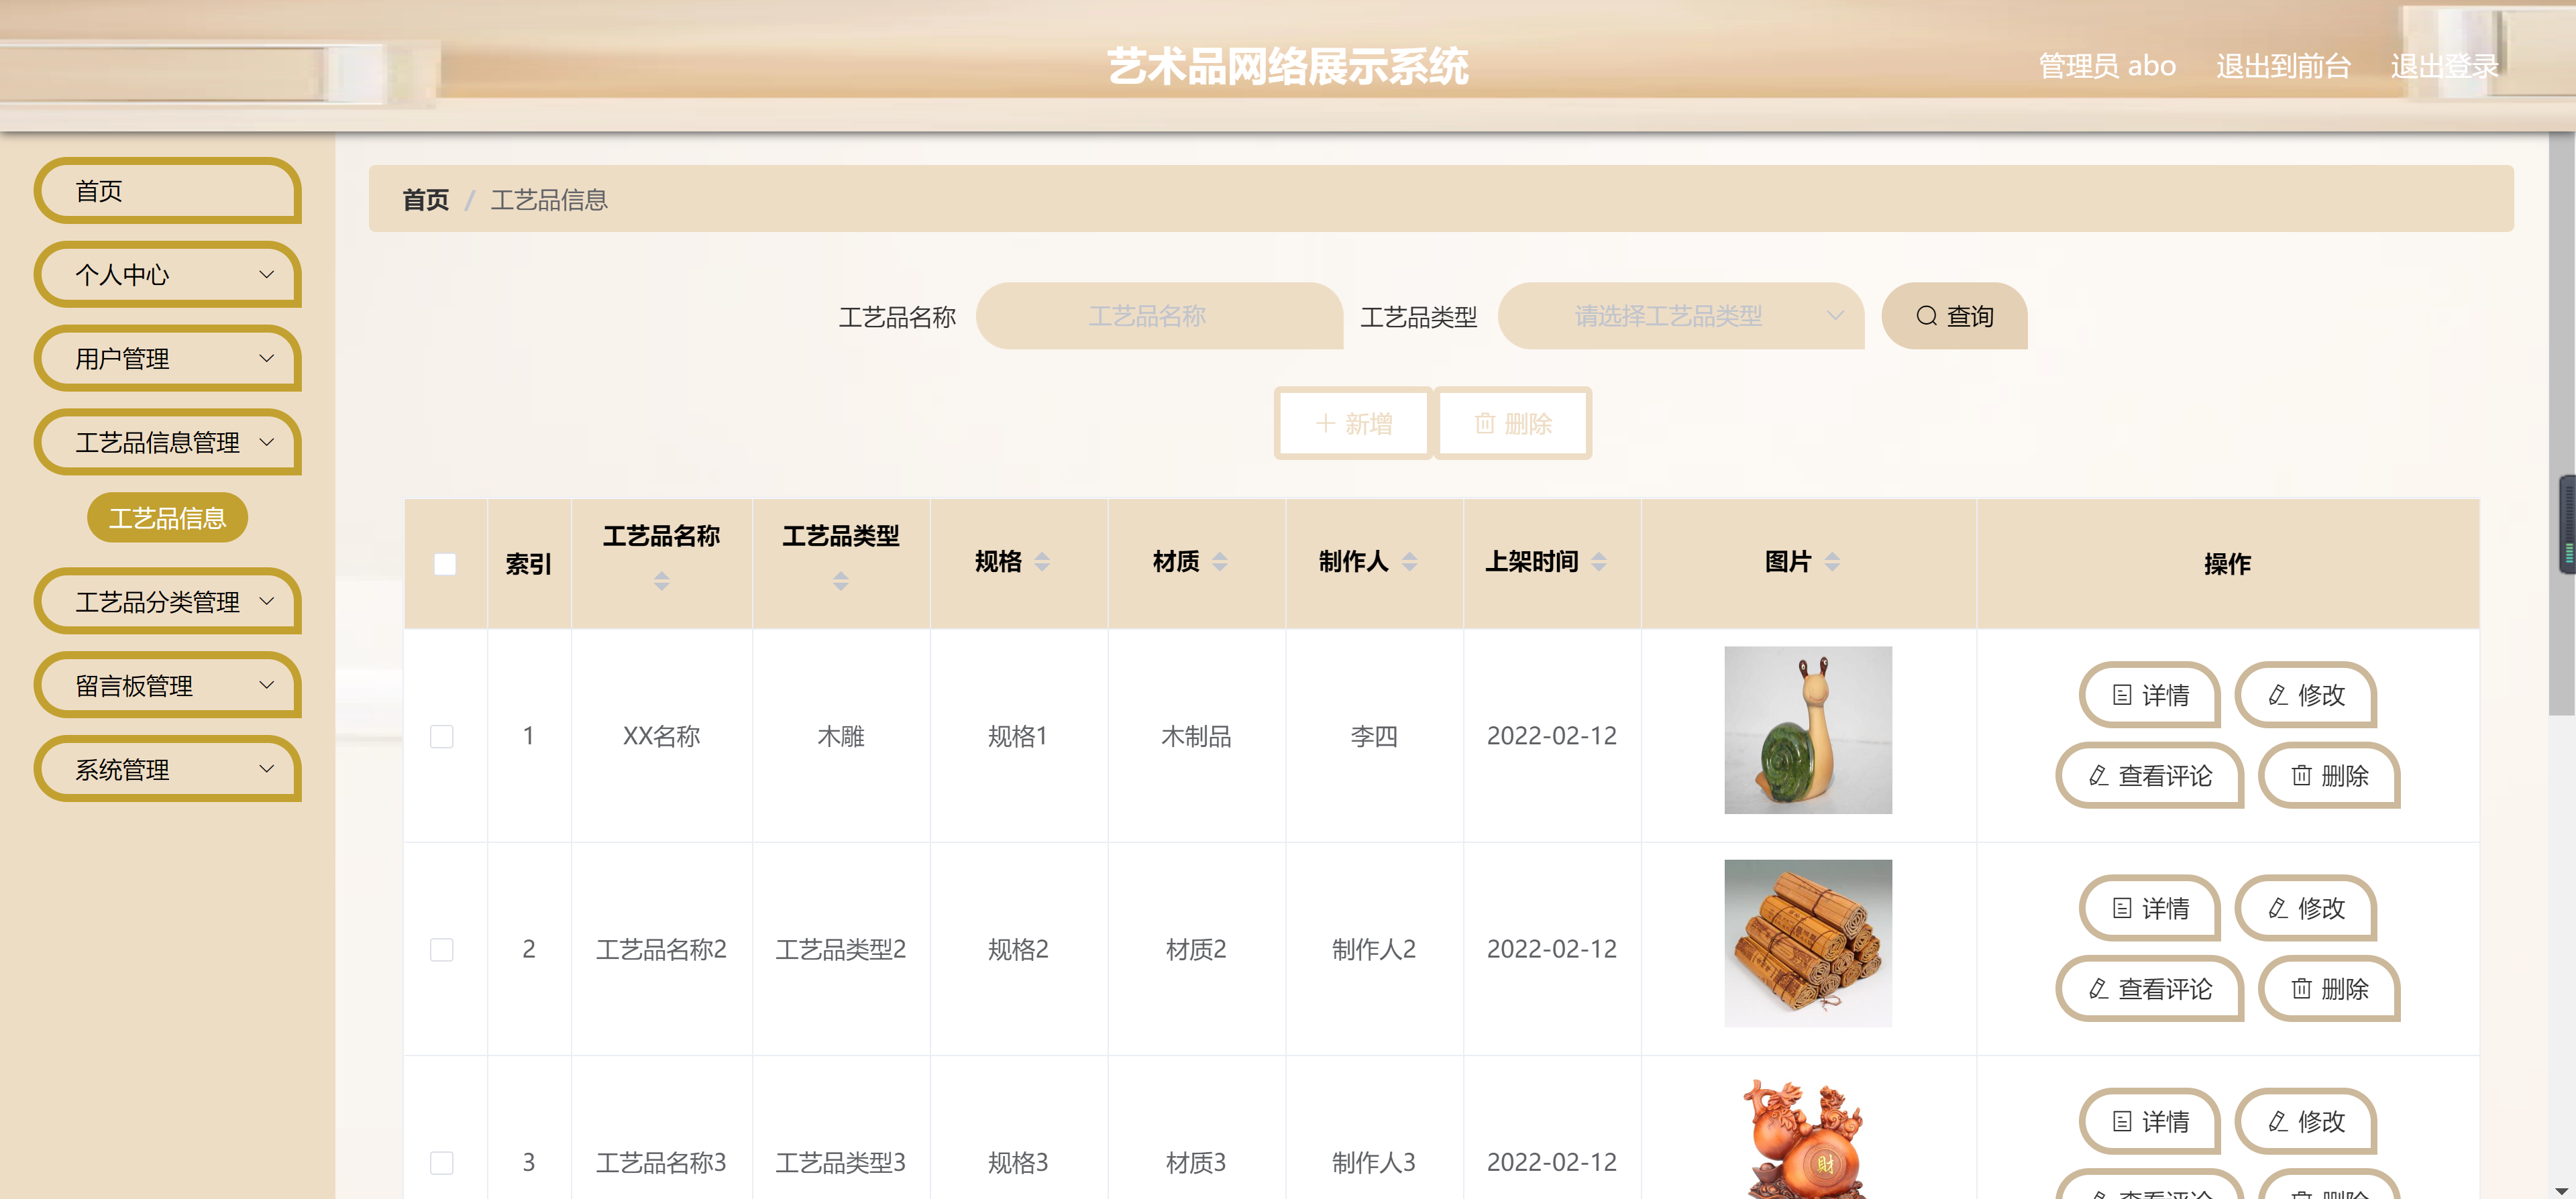 艺术品网络展示系统
管理员 abo 退出到前台 退出登录
首页
个人中心
用户管理
工艺品信息管理
工艺品信息
工艺品分类管理
留言板管理
系统管理
首页 / 工艺品信息
工艺品名称 工艺品名称 工艺品类型 请选择工艺品类型 查询
新增 删除
索引 工艺品名称 工艺品类型 规格 材质 制作人 上架时间 图片 操作
1 XX名称 木雕 规格1 木制品 李四 2022-02-12 详情 修改
查看评论 删除
2 工艺品名称2 工艺品类型2 规格2 材质2 制作人2 2022-02-12 详情 修改
查看评论 删除
3 工艺品名称3 工艺品类型3 规格3 材质3 制作人3 2022-02-12 财 详情 修改
查看评论 删除